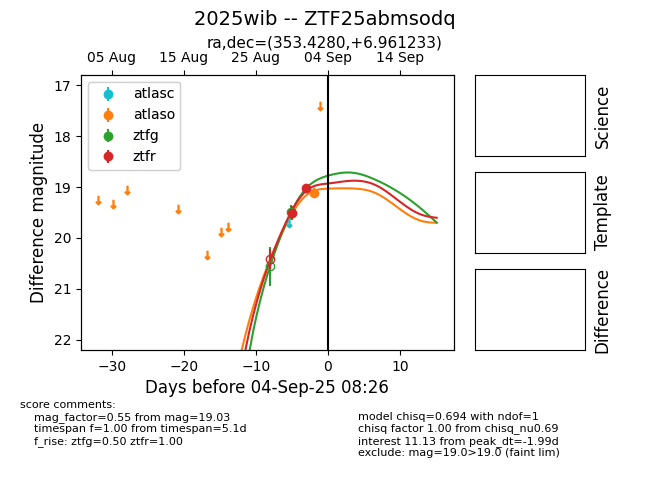 2025wib -- ZTF25abmsodq
ra,dec=(353.4280,+6.961233)
05 Aug 15 Aug 25 Aug 04 Sep 14 Sep
17
18
19
20
21
22
Difference magnitude
atlasc
atlaso
ztfg
ztfr
−30 −20 −10 0 10
Days before 04-Sep-25 08:26
Science
Template
Difference
score comments:
mag_factor=0.55 from mag=19.03
timespan f=1.00 from timespan=5.1d
f_rise: ztfg=0.50 ztfr=1.00
model chisq=0.694 with ndof=1
chisq factor 1.00 from chisq_nu0.69
interest 11.13 from peak_dt=-1.99d
exclude: mag=19.0>19.0 (faint lim)